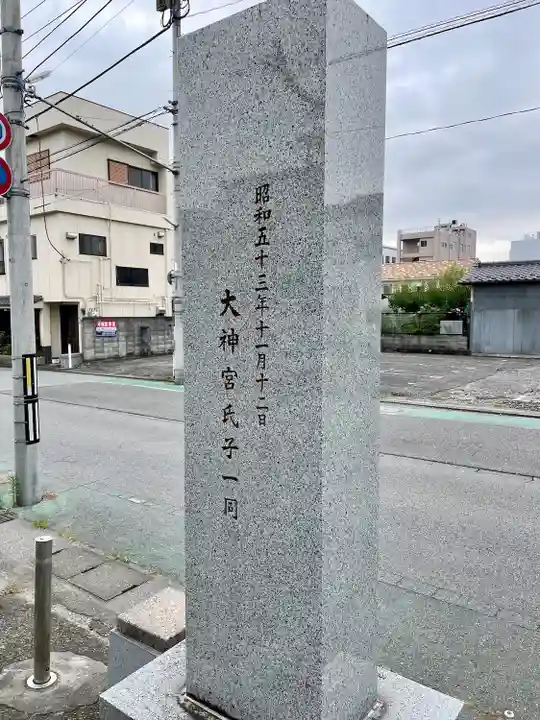 昭和五十三年十一月十二日
大神宮氏子一同